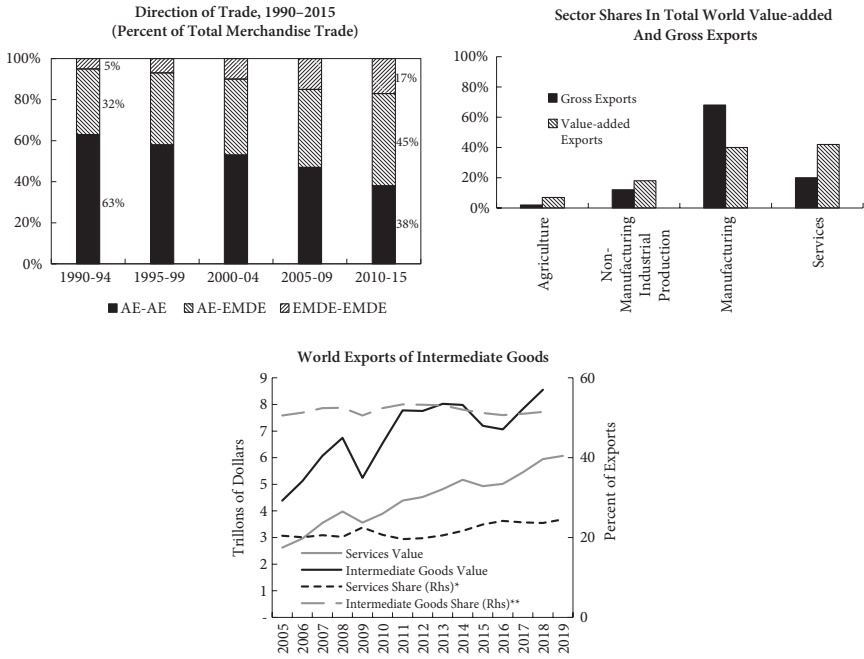 Direction of Trade, 1990–2015
(Percent of Total Merchandise Trade)
100%
80%
60%
40%
20%
0%
5%
32%
63%
17%
45%
38%
1990-94 1995-99 2000-04 2005-09 2010-15
AE-AE AE-EMDE EMDE-EMDE
Sector Shares In Total World Value-added
And Gross Exports
100%
80%
60%
40%
20%
0%
Gross Exports
Value-added
Exports
Agriculture
Non-
Manufacturing
Industrial
Production
Manufacturing
Services
World Exports of Intermediate Goods
9
8
7
6
5
4
3
2
1
-
Trillons of Dollars
60
40
20
0
Percent of Exports
Services Value
Intermediate Goods Value
Services Share (Rhs)*
Intermediate Goods Share (Rhs)**
2005 2006 2007 2008 2009 2010 2011 2012 2013 2014 2015 2016 2017 2018 2019